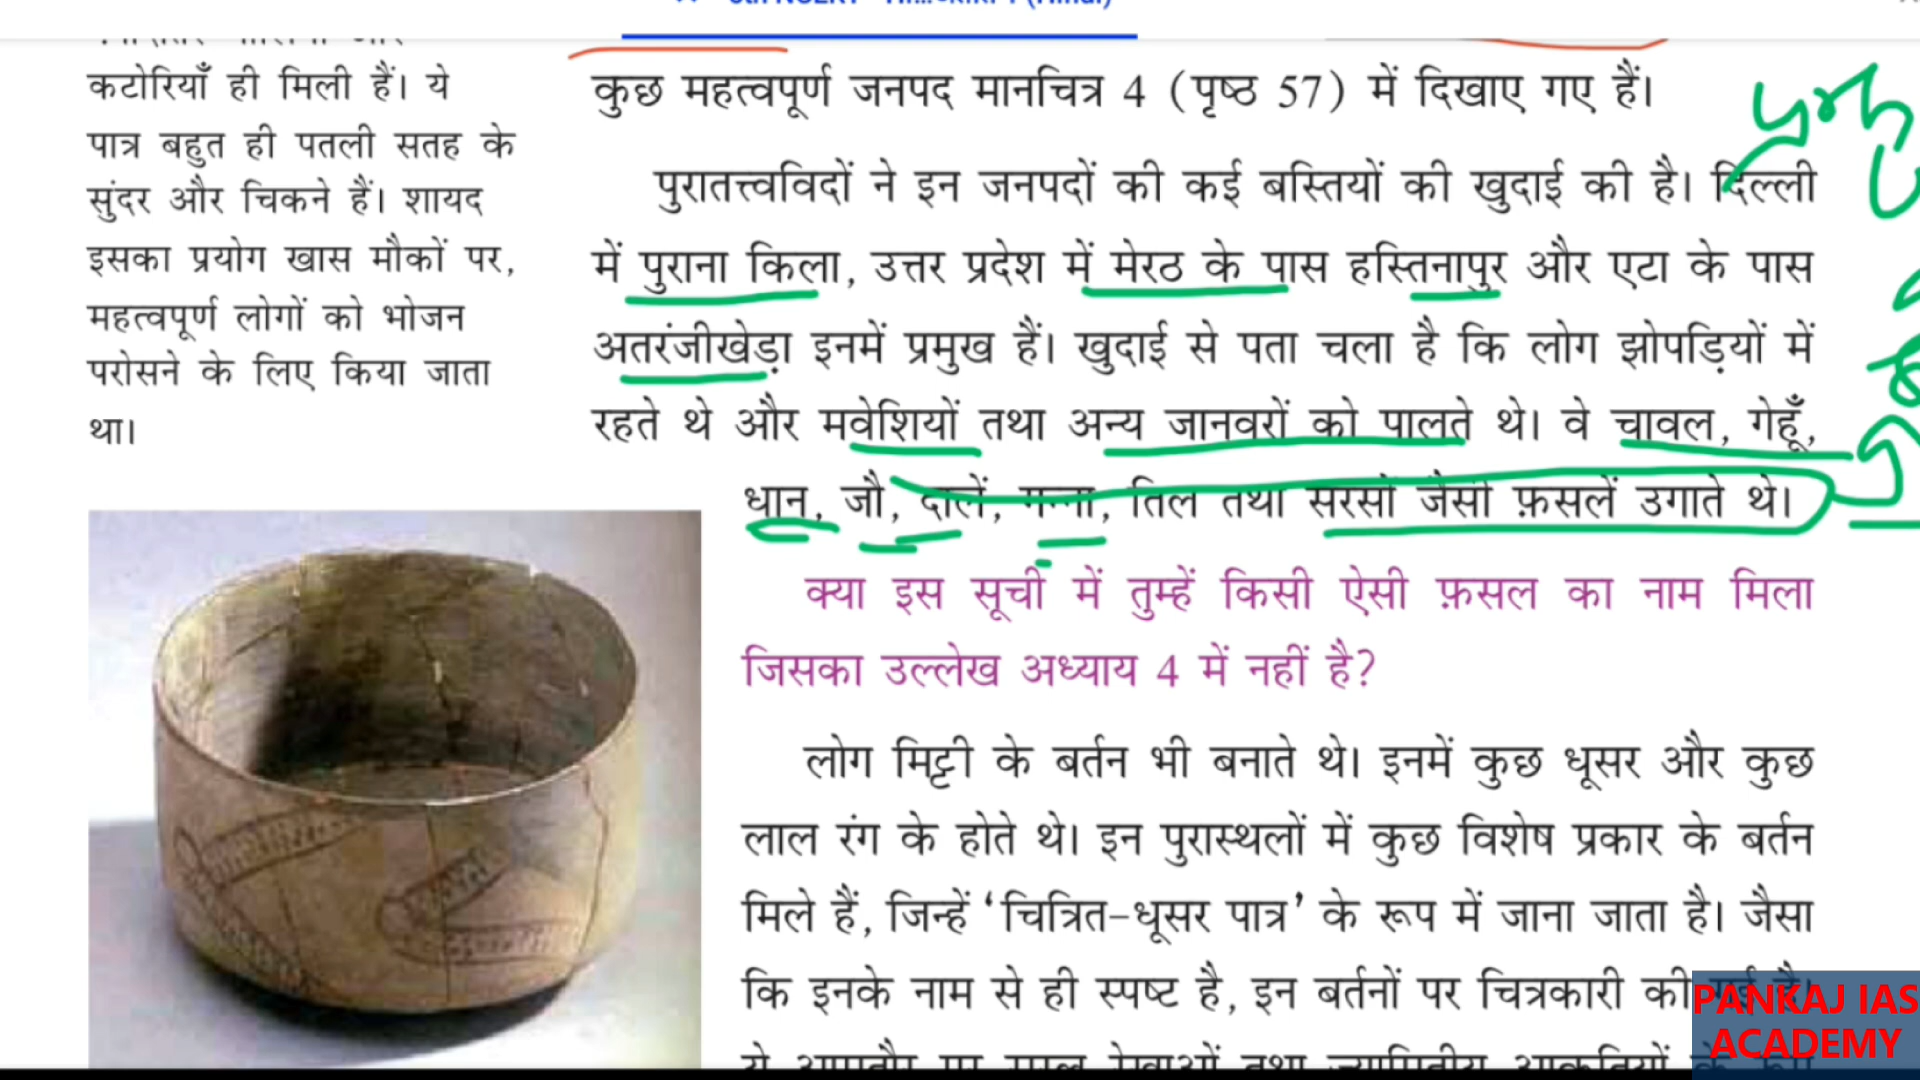 कटोरियाँ ही मिली हैं। ये
पात्र बहुत ही पतली सतह के
सुंदर और चिकने हैं। शायद
इसका प्रयोग खास मौकों पर,
महत्वपूर्ण लोगों को भोजन
परोसने के लिए किया जाता
था।
कुछ महत्वपूर्ण जनपद मानचित्र 4 (पृष्ठ 57) में दिखाए गए हैं।
पुरातत्त्वविदों ने इन जनपदों की कई बस्तियों की खुदाई की है। दिल्ली
में पुराना किला, उत्तर प्रदेश में मेरठ के पास हस्तिनापुर और एटा के पास
अतरंजीखेड़ा इनमें प्रमुख हैं। खुदाई से पता चला है कि लोग झोपड़ियों में
रहते थे और मवेशियों तथा अन्य जानवरों को पालते थे। वे चावल, गेहूँ,
धान, जौ, दालें, गन्ना, तिल तथा सरसों जैसी फ़सलें उगाते थे।
क्या इस सूची में तुम्हें किसी ऐसी फ़सल का नाम मिला
जिसका उल्लेख अध्याय 4 में नहीं है?
लोग मिट्टी के बर्तन भी बनाते थे। इनमें कुछ धूसर और कुछ
लाल रंग के होते थे। इन पुरास्थलों में कुछ विशेष प्रकार के बर्तन
मिले हैं, जिन्हें ‘चित्रित-धूसर पात्र’ के रूप में जाना जाता है। जैसा
कि इनके नाम से ही स्पष्ट है, इन बर्तनों पर चित्रकारी की गई है।
PANKAJ IAS
ACADEMY